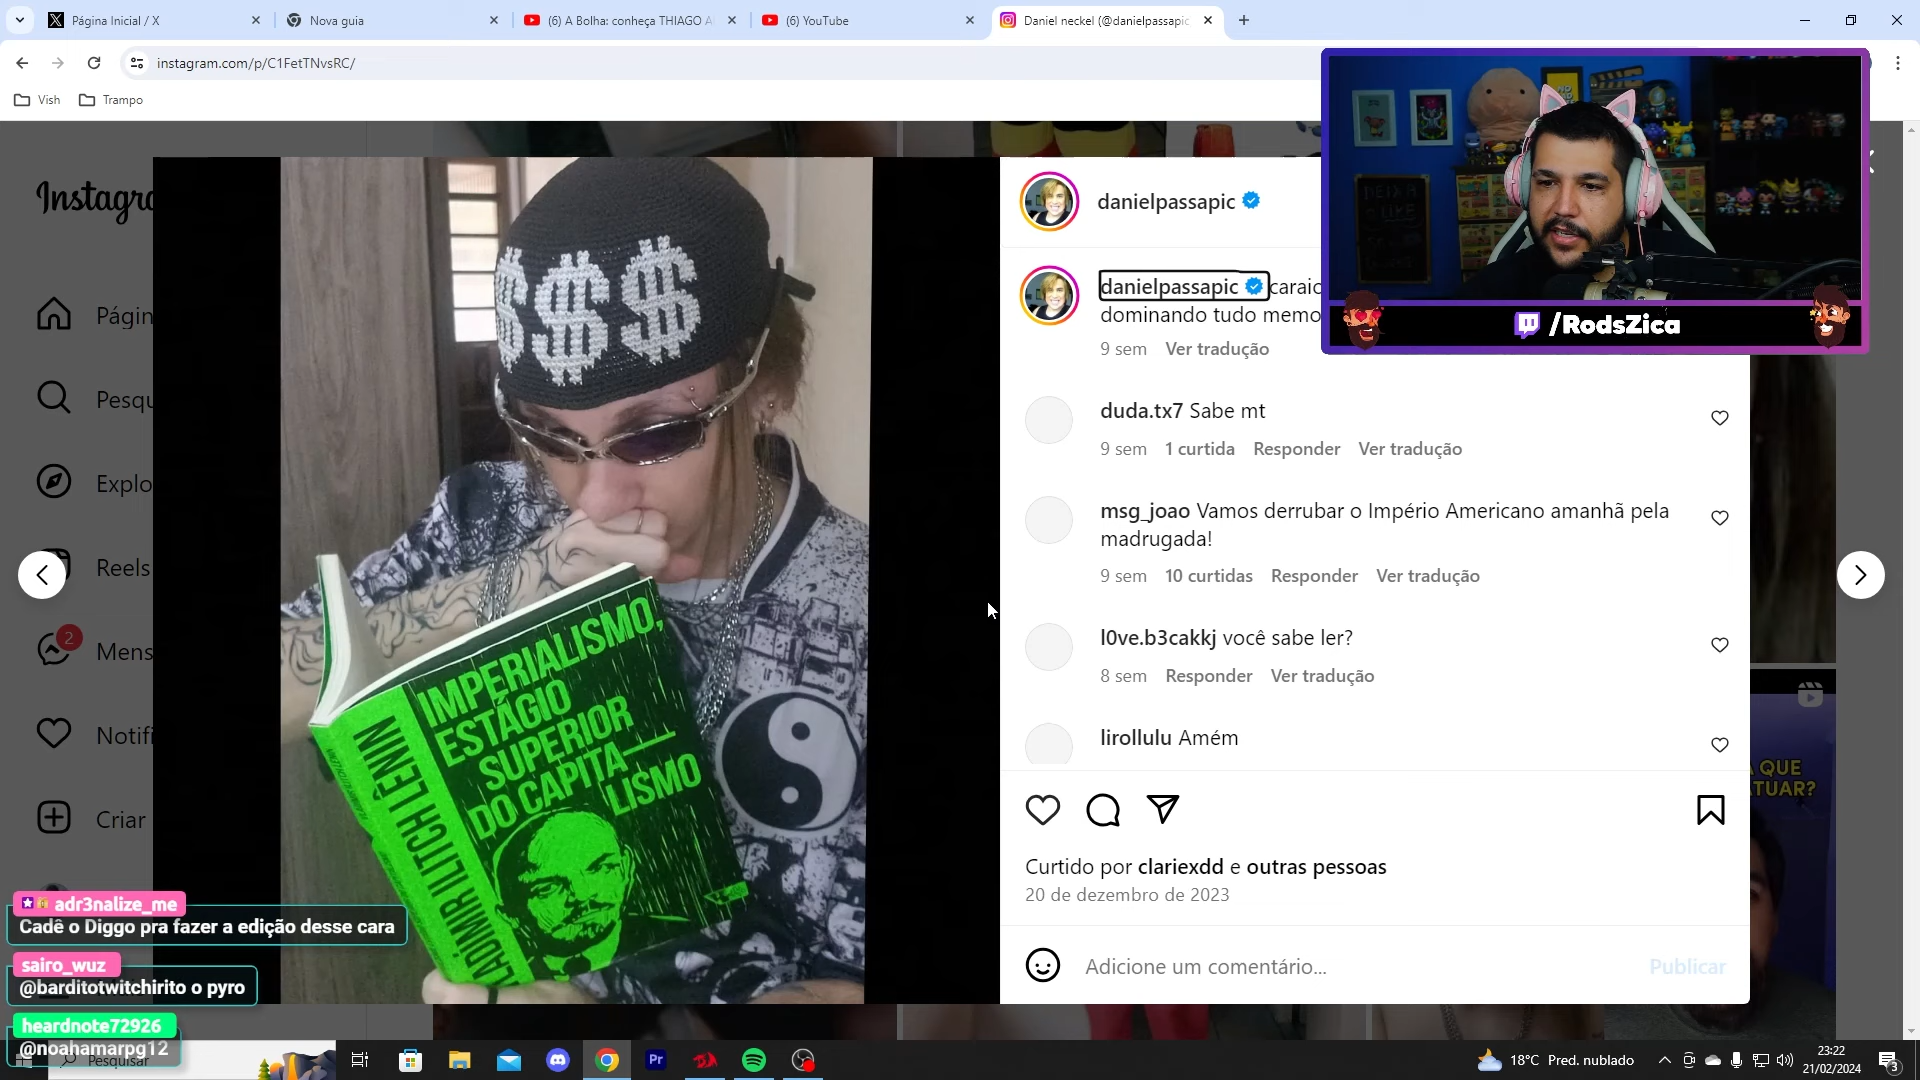 Página Inicial / X
Nova guia
(6) A Bolha: conheça THIAGO A
(6) YouTube
Daniel neckel (@danielpassapic
instagram.com/p/C1FetTNvsRC/
Vish
Trampo
Instagra
Págin
Pesqu
Explo
Reels
2
Mens
Notifi
Criar
$$$
IMPERIALISMO,
ESTÁGIO
SUPERIOR
DO CAPITA—
LISMO
VLADIMIR ILITCH LENIN
danielpassapic
danielpassapic caraio
dominando tudo memo
9 sem Ver tradução
duda.tx7 Sabe mt
9 sem 1 curtida Responder Ver tradução
msg_joao Vamos derrubar o Império Americano amanhã pela
madrugada!
9 sem 10 curtidas Responder Ver tradução
l0ve.b3cakkj você sabe ler?
8 sem Responder Ver tradução
lirollulu Amém
Curtido por clariexdd e outras pessoas
20 de dezembro de 2023
Adicione um comentário...
Publicar
/RodsZica
A QUE
ATUAR?
adr3nalize_me
Cadê o Diggo pra fazer a edição desse cara
sairo_wuz
@barditotwitchirito o pyro
heardnote72926
@noahamarpg12
Pesquisar
Pr
18°C Pred. nublado
23:22
21/02/2024
3